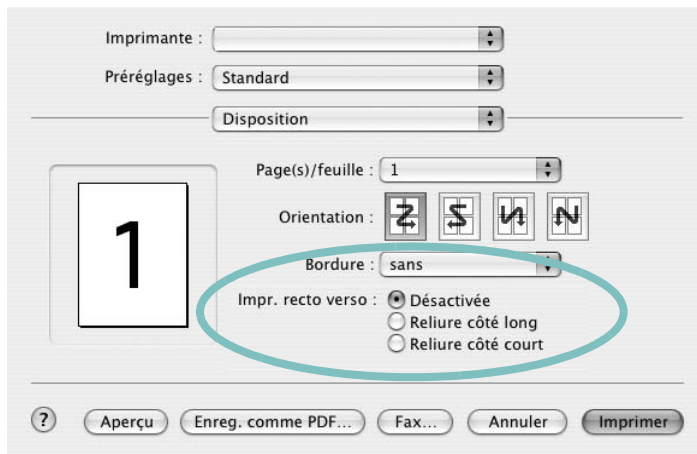 Imprimante :
Préréglages : Standard
Disposition
Page(s)/feuille : 1
Orientation :
1
Bordure : sans
Impr. recto verso : Désactivée
Reliure côté long
Reliure côté court
? Aperçu Enreg. comme PDF... Fax... Annuler Imprimer